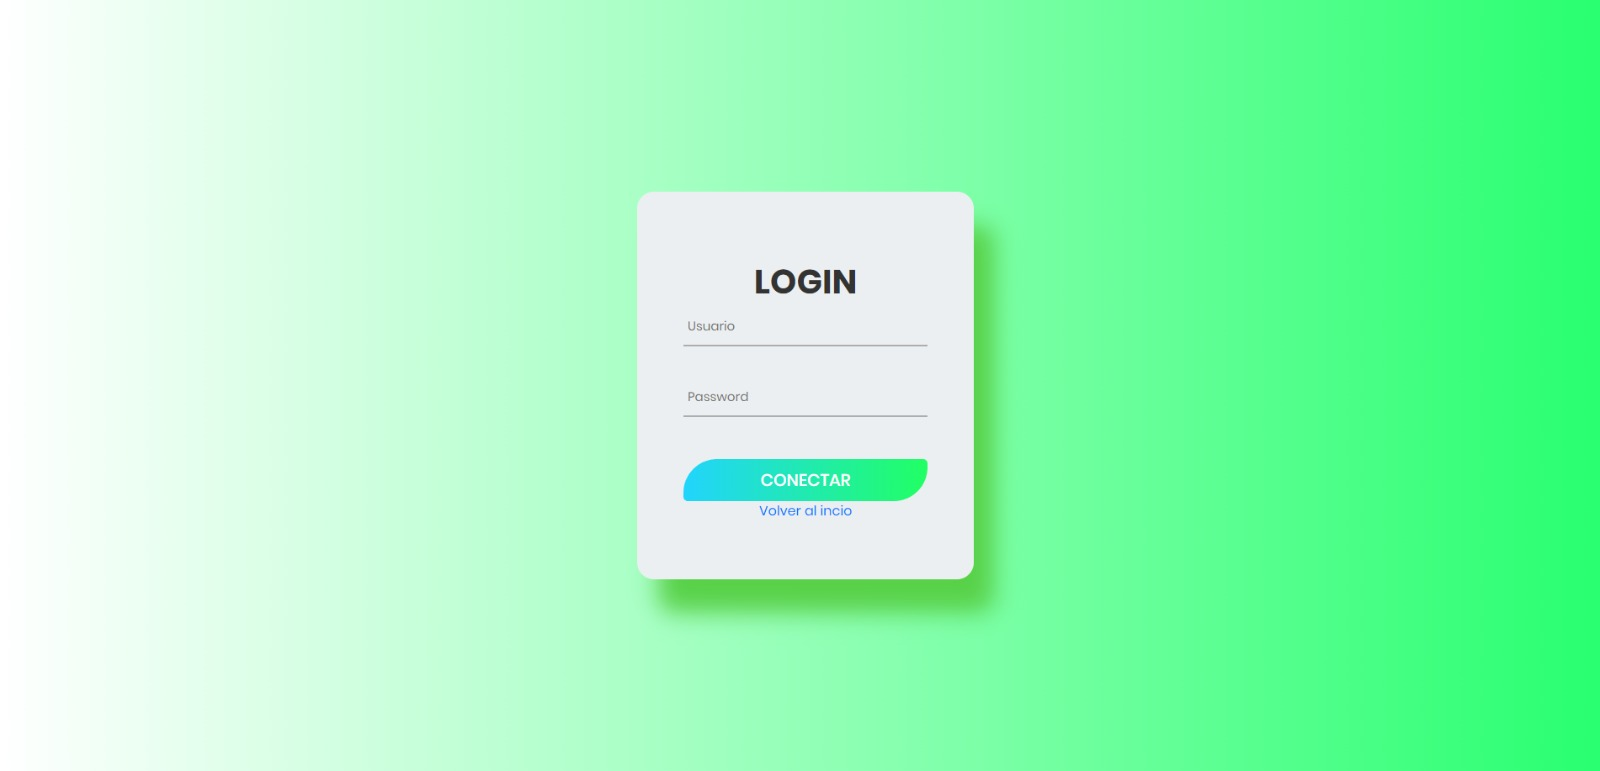 LOGIN
Usuario
Password
CONECTAR
Volver al incio